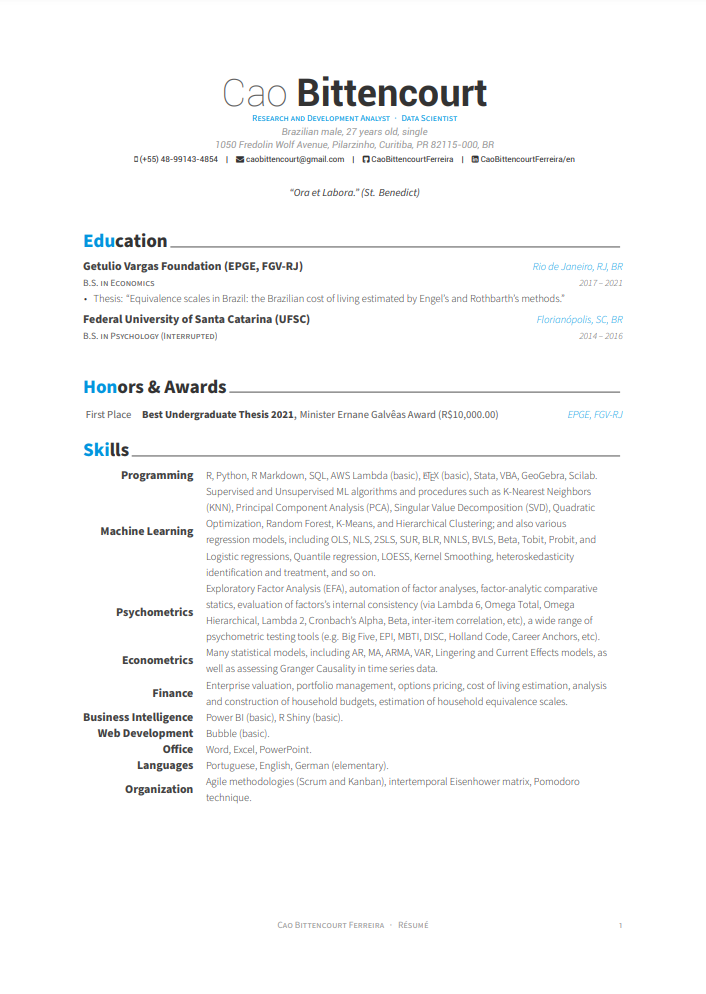 Cao Bittencourt
Research and Development Analyst · Data Scientist
Brazilian male, 27 years old, single
1050 Fredolin Wolf Avenue, Pilarzinho, Curitiba, PR 82115-000, BR
(+55) 48-99143-4854 | caobittencourt@gmail.com | CaoBittencourtFerreira | CaoBittencourtFerreira/en
“Ora et Labora.” (St. Benedict)
Education
Getulio Vargas Foundation (EPGE, FGV-RJ) Rio de Janeiro, RJ, BR
B.S. in Economics 2017 – 2021
• Thesis: “Equivalence scales in Brazil: the Brazilian cost of living estimated by Engel’s and Rothbarth’s methods.”
Federal University of Santa Catarina (UFSC) Florianópolis, SC, BR
B.S. in Psychology (Interrupted) 2014 – 2016
Honors & Awards
First Place Best Undergraduate Thesis 2021, Minister Ernane Galvêas Award (R$10,000.00) EPGE, FGV-RJ
Skills
Programming R, Python, R Markdown, SQL, AWS Lambda (basic), LaTeX (basic), Stata, VBA, GeoGebra, Scilab.
Machine Learning Supervised and Unsupervised ML algorithms and procedures such as K-Nearest Neighbors
(KNN), Principal Component Analysis (PCA), Singular Value Decomposition (SVD), Quadratic
Optimization, Random Forest, K-Means, and Hierarchical Clustering; and also various
regression models, including OLS, NLS, 2SLS, SUR, BLR, NNLS, BVLS, Beta, Tobit, Probit, and
Logistic regressions, Quantile regression, LOESS, Kernel Smoothing, heteroskedasticity
identification and treatment, and so on.
Psychometrics Exploratory Factor Analysis (EFA), automation of factor analyses, factor-analytic comparative
statics, evaluation of factors’s internal consistency (via Lambda 6, Omega Total, Omega
Hierarchical, Lambda 2, Cronbach’s Alpha, Beta, inter-item correlation, etc), a wide range of
psychometric testing tools (e.g. Big Five, EPI, MBTI, DISC, Holland Code, Career Anchors, etc).
Econometrics Many statistical models, including AR, MA, ARMA, VAR, Lingering and Current Effects models, as
well as assessing Granger Causality in time series data.
Finance Enterprise valuation, portfolio management, options pricing, cost of living estimation, analysis
and construction of household budgets, estimation of household equivalence scales.
Business Intelligence Power BI (basic), R Shiny (basic).
Web Development Bubble (basic).
Office Word, Excel, PowerPoint.
Languages Portuguese, English, German (elementary).
Organization Agile methodologies (Scrum and Kanban), intertemporal Eisenhower matrix, Pomodoro
technique.
Cao Bittencourt Ferreira · Résumé 1